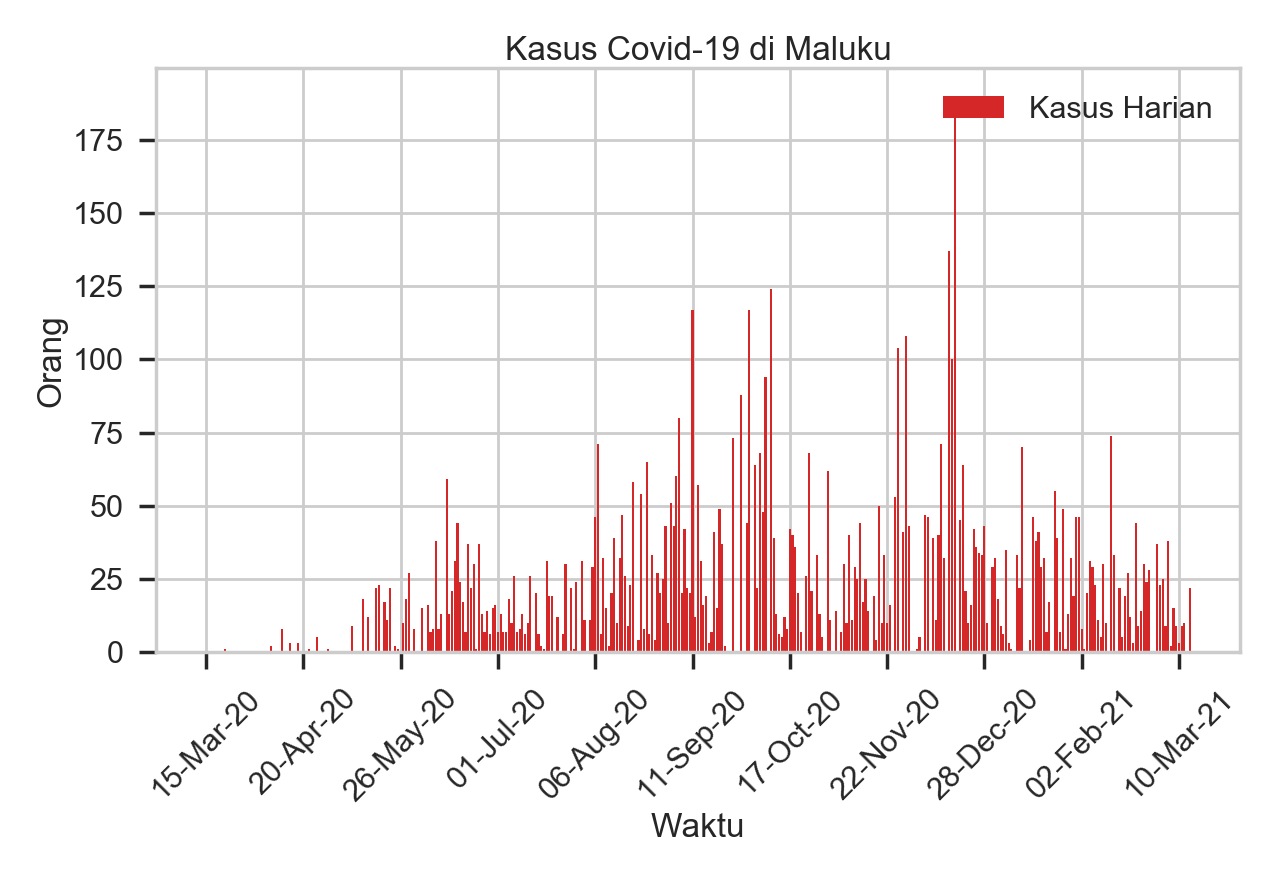 Kasus Covid-19 di Maluku
Kasus Harian
175
150
125
100
75
50
25
0
Orang
15-Mar-20
20-Apr-20
26-May-20
01-Jul-20
06-Aug-20
11-Sep-20
17-Oct-20
22-Nov-20
28-Dec-20
02-Feb-21
10-Mar-21
Waktu